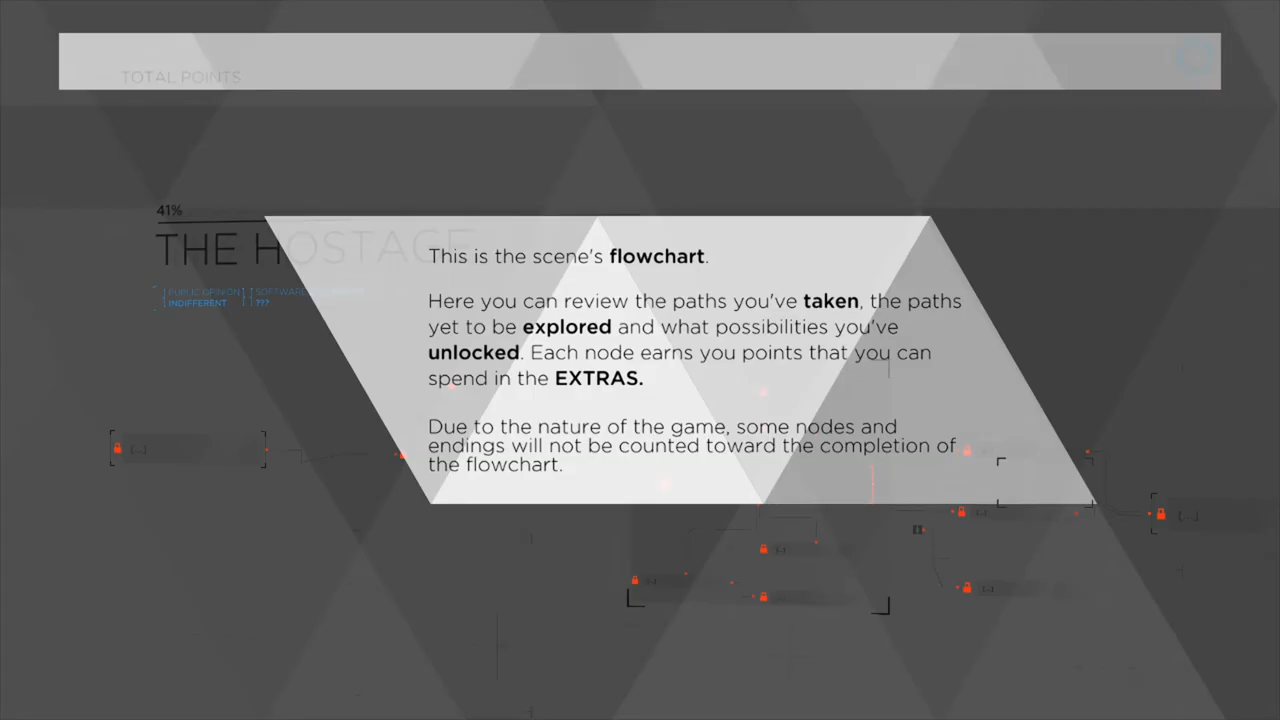 TOTAL POINTS
41%
THE HOSTAGE
PUBLIC OPINION
INDIFFERENT
SOFTWARE
???
This is the scene's flowchart.
Here you can review the paths you've taken, the paths
yet to be explored and what possibilities you've
unlocked. Each node earns you points that you can
spend in the EXTRAS.
Due to the nature of the game, some nodes and
endings will not be counted toward the completion of
the flowchart.